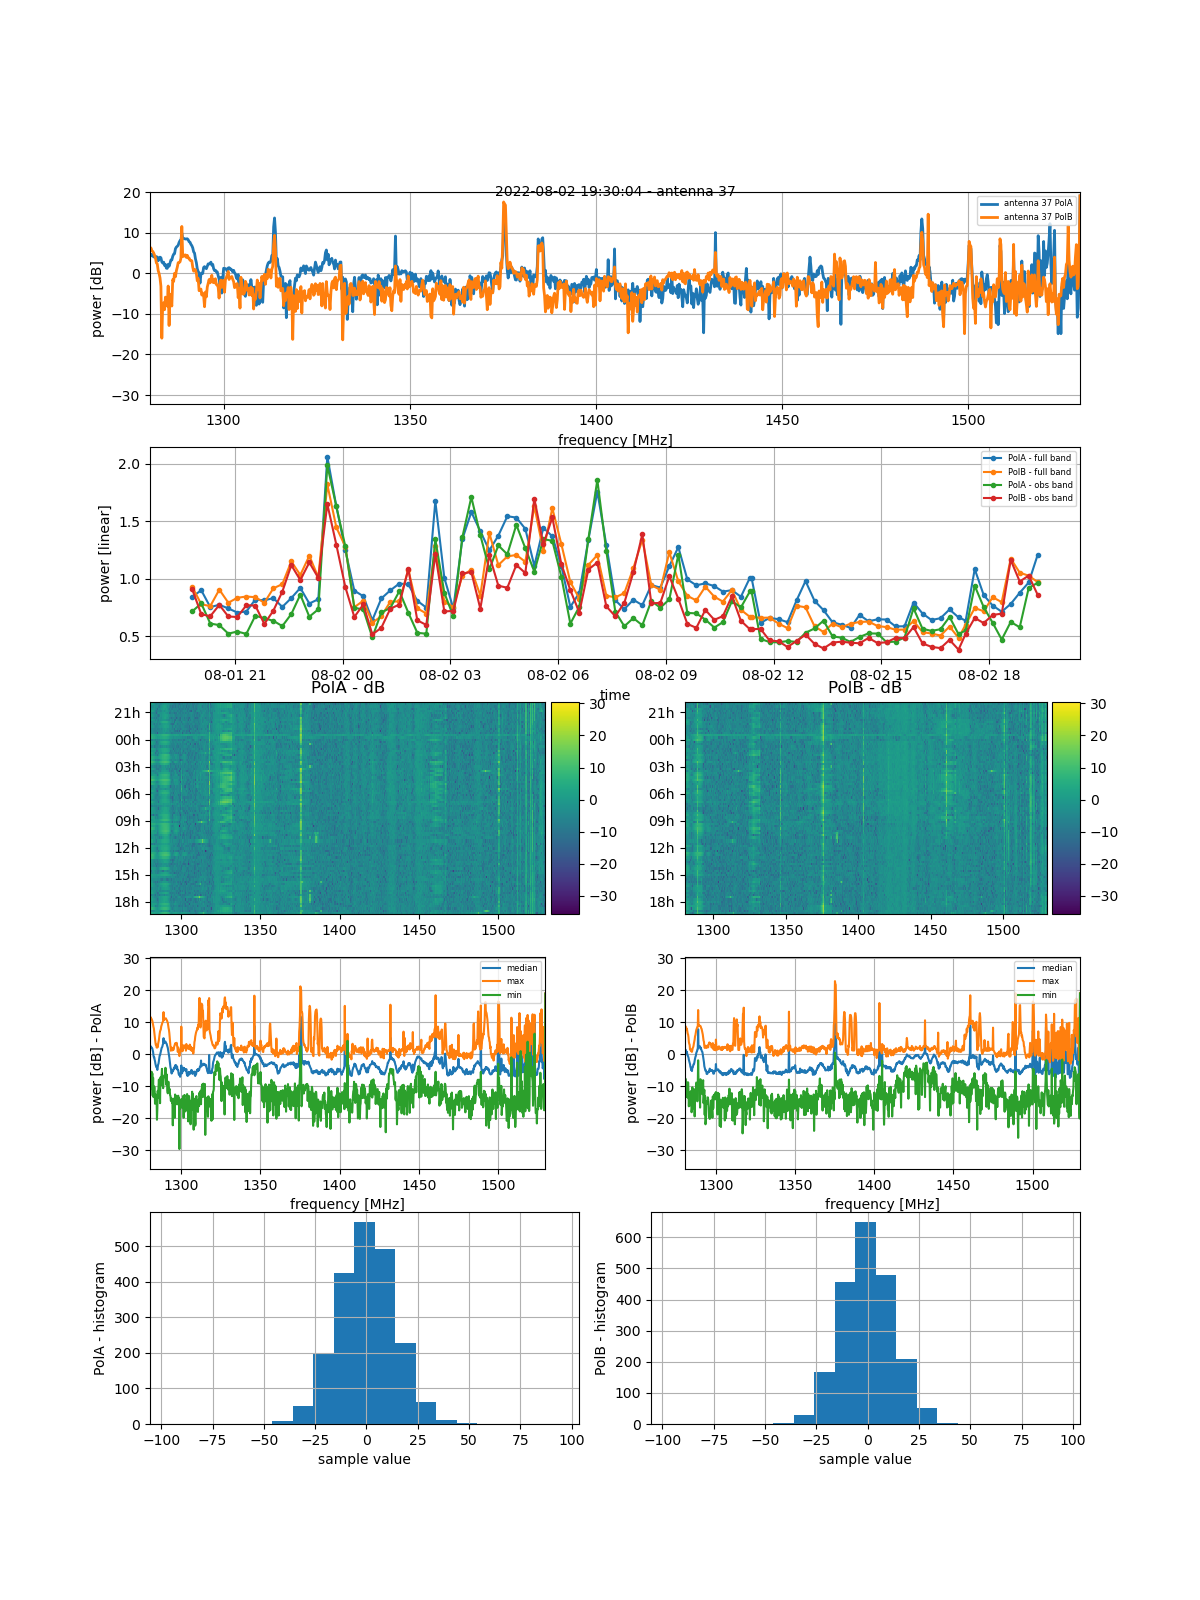 2022-08-02 19:30:04 - antenna 37
power [dB]
20
10
0
−10
−20
−30
antenna 37 PolA
antenna 37 PolB
1300 1350 1400 1450 1500
frequency [MHz]
power [linear]
2.0
1.5
1.0
0.5
PolA - full band
PolB - full band
PolA - obs band
PolB - obs band
08-01 21 08-02 00 08-02 03 08-02 06 08-02 09 08-02 12 08-02 15 08-02 18
time
PolA - dB
21h
00h
03h
06h
09h
12h
15h
18h
1300 1350 1400 1450 1500
30
20
10
0
−10
−20
−30
PolB - dB
21h
00h
03h
06h
09h
12h
15h
18h
1300 1350 1400 1450 1500
30
20
10
0
−10
−20
−30
power [dB] - PolA
30
20
10
0
−10
−20
−30
median
max
min
1300 1350 1400 1450 1500
frequency [MHz]
power [dB] - PolB
30
20
10
0
−10
−20
−30
median
max
min
1300 1350 1400 1450 1500
frequency [MHz]
PolA - histogram
500
400
300
200
100
0
−100 −75 −50 −25 0 25 50 75 100
sample value
PolB - histogram
600
500
400
300
200
100
0
−100 −75 −50 −25 0 25 50 75 100
sample value